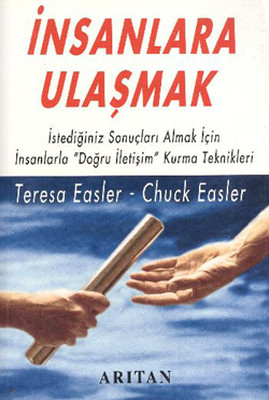 İNSANLARA
ULAŞMAK
İstediğiniz Sonuçları Almak İçin
İnsanlarla "Doğru İletişim" Kurma Teknikleri
Teresa Easler - Chuck Easler
ARITAN